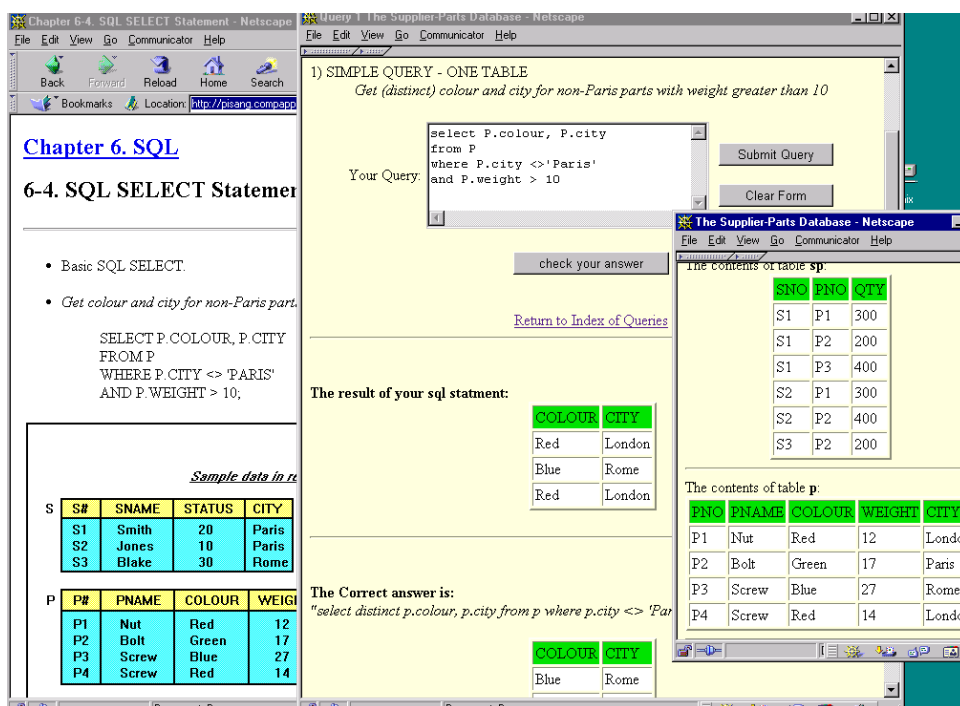 Chapter 6-4. SQL SELECT Statement - Netscape
File Edit View Go Communicator Help
Back Forward Reload Home Search
Bookmarks Location: http://pisang.compapp
Chapter 6. SQL
6-4. SQL SELECT Statemen
• Basic SQL SELECT.
• Get colour and city for non-Paris part
SELECT P.COLOUR, P.CITY
FROM P
WHERE P.CITY <> 'PARIS'
AND P.WEIGHT > 10;
Sample data in re
S S# SNAME STATUS CITY
S1 Smith 20 Paris
S2 Jones 10 Paris
S3 Blake 30 Rome
P P# PNAME COLOUR WEIGH
P1 Nut Red 12
P2 Bolt Green 17
P3 Screw Blue 27
P4 Screw Red 14
Query 1 The Supplier-Parts Database - Netscape
File Edit View Go Communicator Help
1) SIMPLE QUERY - ONE TABLE
Get (distinct) colour and city for non-Paris parts with weight greater than 10
Your Query:
select P.colour, P.city
from P
where P.city <>'Paris'
and P.weight > 10
Submit Query
Clear Form
check your answer
Return to Index of Queries
The result of your sql statment:
COLOUR CITY
Red London
Blue Rome
Red London
The Correct answer is:
"select distinct p.colour, p.city from p where p.city <> 'Par
COLOUR CITY
Blue Rome
The Supplier-Parts Database - Netscape
File Edit View Go Communicator Help
The contents of table sp:
SNO PNO QTY
S1 P1 300
S1 P2 200
S1 P3 400
S2 P1 300
S2 P2 400
S3 P2 200
The contents of table p:
PNO PNAME COLOUR WEIGHT CITY
P1 Nut Red 12 Londo
P2 Bolt Green 17 Paris
P3 Screw Blue 27 Rome
P4 Screw Red 14 Londo